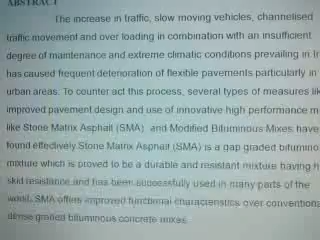 ABSTRACT
The increase in traffic, slow moving vehicles, channelised
traffic movement and over loading in combination with an insufficient
degree of maintenance and extreme climatic conditions prevailing in
has caused frequent deterioration of flexible pavements particularly in
urban areas. To counter act this process, several types of measures lik
improved pavement design and use of innovative high performance m
like Stone Matrix Asphalt (SMA) and Modified Bituminous Mixes have
found effectively Stone Matrix Asphalt (SMA) is a gap graded bitumino
mixture which is proved to be a durable and resistant mixture having h
skid resistance and has been successfully used in many parts of the
world. SMA offers improved functional characteristics over conventiona
dense graded bituminous concrete mixes.